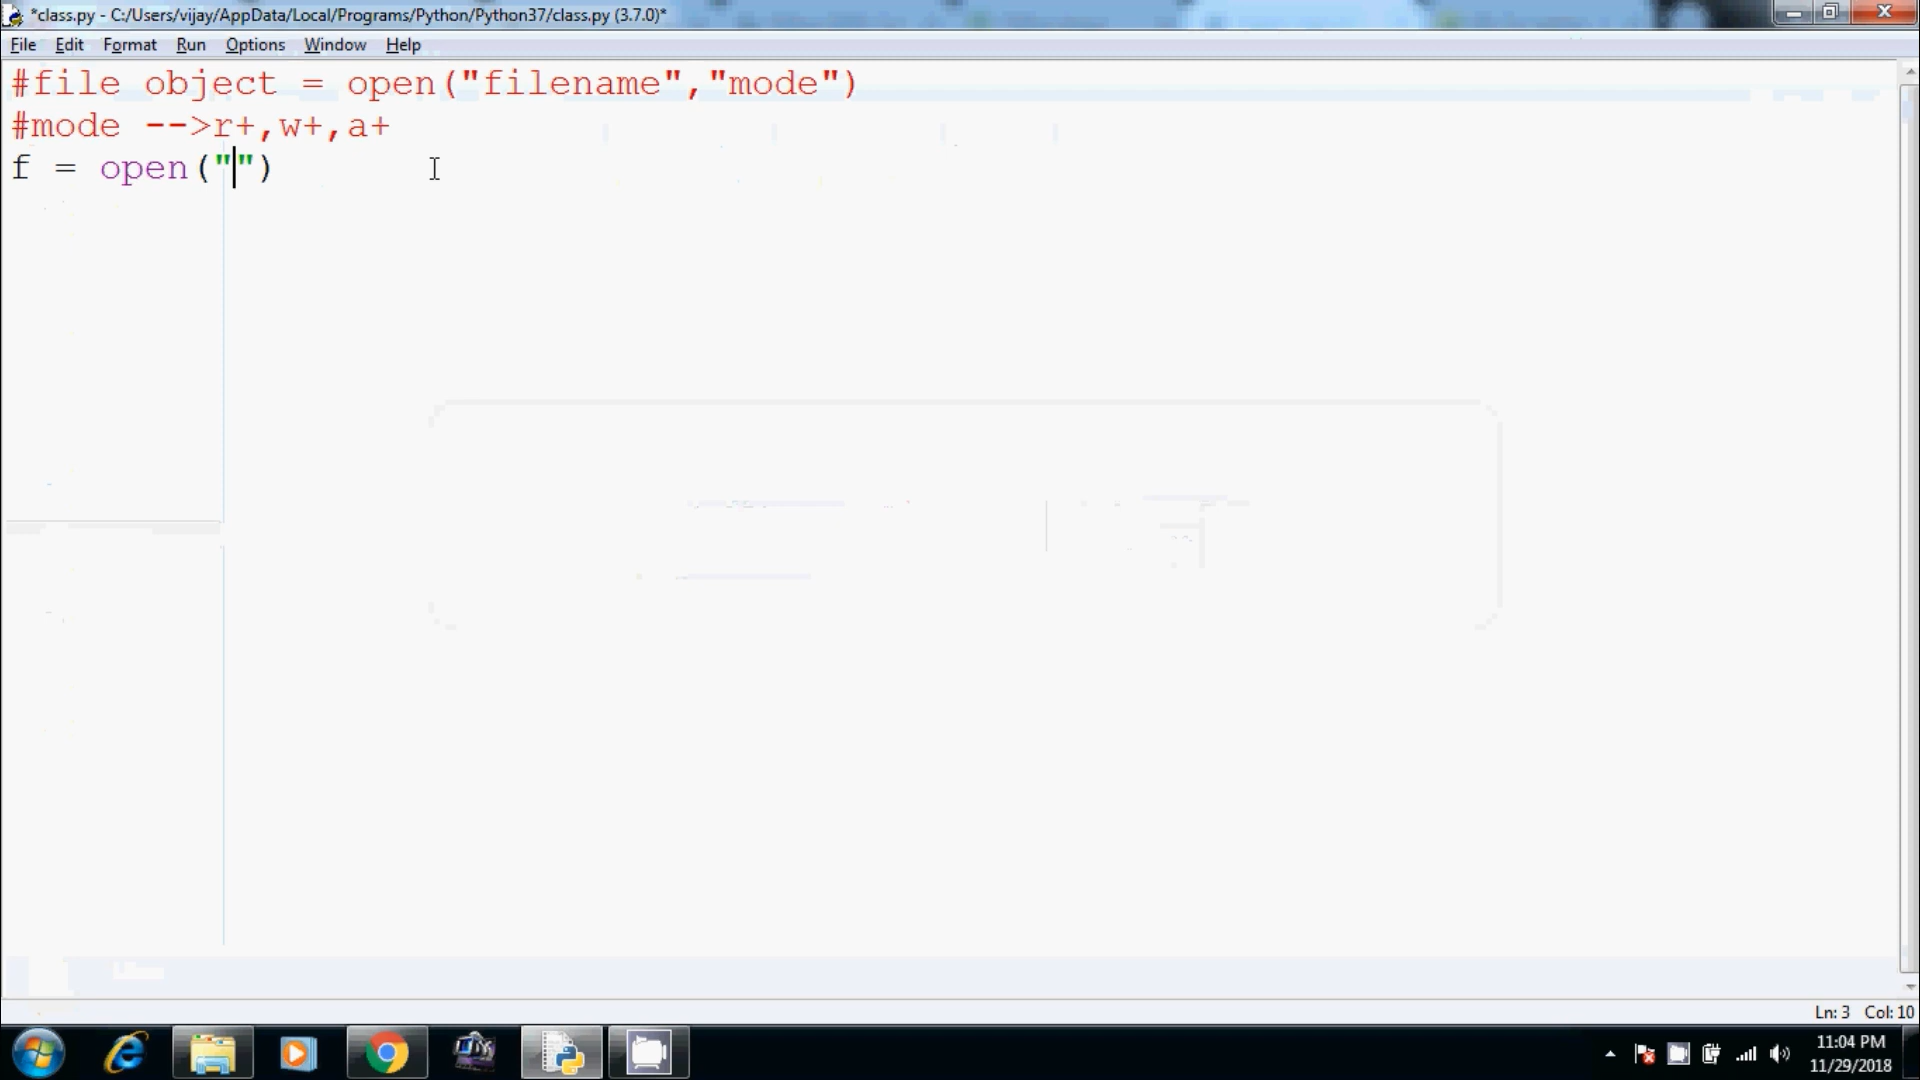 *class.py - C:/Users/vijay/AppData/Local/Programs/Python/Python37/class.py (3.7.0)*
File Edit Format Run Options Window Help
#file object = open("filename","mode")
#mode -->r+,w+,a+
f = open("")
Ln: 3 Col: 10
11:04 PM
11/29/2018